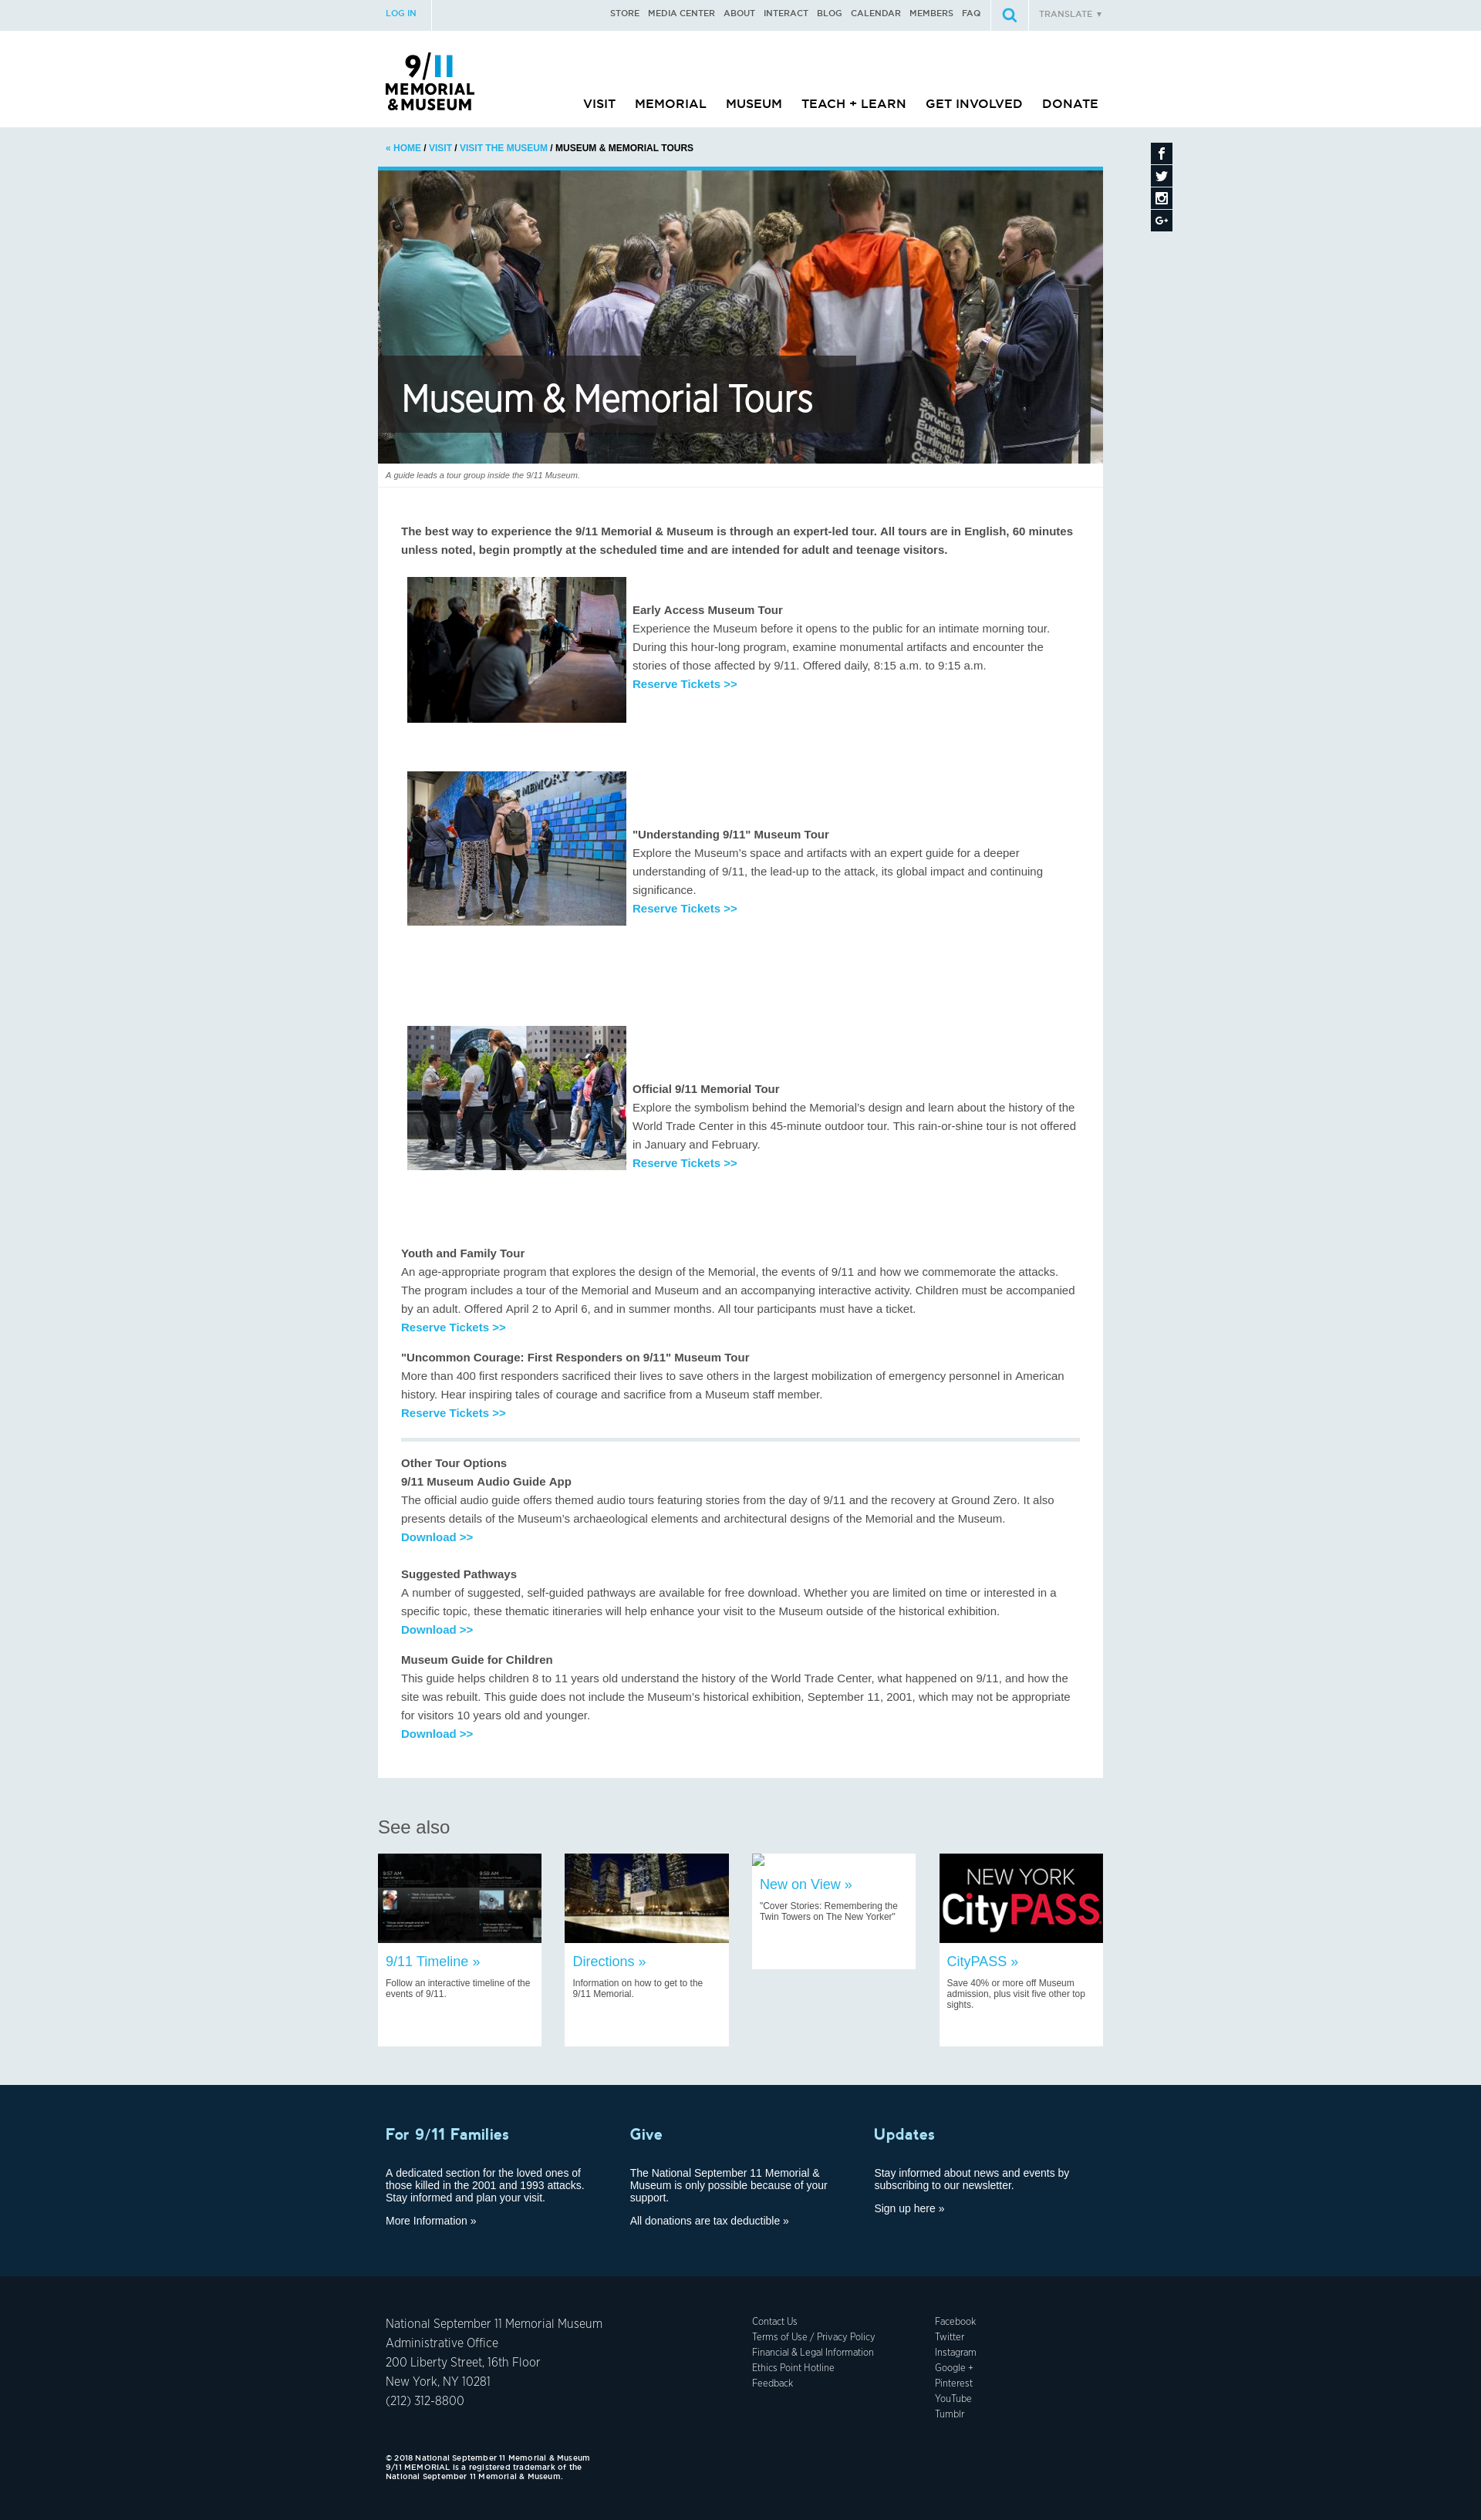 LOG IN
STORE MEDIA CENTER ABOUT INTERACT BLOG CALENDAR MEMBERS FAQ
TRANSLATE ▼
9/11
MEMORIAL
&MUSEUM
VISIT MEMORIAL MUSEUM TEACH + LEARN GET INVOLVED DONATE
« HOME / VISIT / VISIT THE MUSEUM / MUSEUM & MEMORIAL TOURS
Museum & Memorial Tours
A guide leads a tour group inside the 9/11 Museum.
The best way to experience the 9/11 Memorial & Museum is through an expert-led tour. All tours are in English, 60 minutes
unless noted, begin promptly at the scheduled time and are intended for adult and teenage visitors.
Early Access Museum Tour
Experience the Museum before it opens to the public for an intimate morning tour.
During this hour-long program, examine monumental artifacts and encounter the
stories of those affected by 9/11. Offered daily, 8:15 a.m. to 9:15 a.m.
Reserve Tickets >>
"Understanding 9/11" Museum Tour
Explore the Museum’s space and artifacts with an expert guide for a deeper
understanding of 9/11, the lead-up to the attack, its global impact and continuing
significance.
Reserve Tickets >>
Official 9/11 Memorial Tour
Explore the symbolism behind the Memorial’s design and learn about the history of the
World Trade Center in this 45-minute outdoor tour. This rain-or-shine tour is not offered
in January and February.
Reserve Tickets >>
Youth and Family Tour
An age-appropriate program that explores the design of the Memorial, the events of 9/11 and how we commemorate the attacks.
The program includes a tour of the Memorial and Museum and an accompanying interactive activity. Children must be accompanied
by an adult. Offered April 2 to April 6, and in summer months. All tour participants must have a ticket.
Reserve Tickets >>
"Uncommon Courage: First Responders on 9/11" Museum Tour
More than 400 first responders sacrificed their lives to save others in the largest mobilization of emergency personnel in American
history. Hear inspiring tales of courage and sacrifice from a Museum staff member.
Reserve Tickets >>
Other Tour Options
9/11 Museum Audio Guide App
The official audio guide offers themed audio tours featuring stories from the day of 9/11 and the recovery at Ground Zero. It also
presents details of the Museum’s archaeological elements and architectural designs of the Memorial and the Museum.
Download >>
Suggested Pathways
A number of suggested, self-guided pathways are available for free download. Whether you are limited on time or interested in a
specific topic, these thematic itineraries will help enhance your visit to the Museum outside of the historical exhibition.
Download >>
Museum Guide for Children
This guide helps children 8 to 11 years old understand the history of the World Trade Center, what happened on 9/11, and how the
site was rebuilt. This guide does not include the Museum’s historical exhibition, September 11, 2001, which may not be appropriate
for visitors 10 years old and younger.
Download >>
See also
9:57 AM
9:59 AM
9/11 Timeline »
Follow an interactive timeline of the
events of 9/11.
Directions »
Information on how to get to the
9/11 Memorial.
New on View »
"Cover Stories: Remembering the
Twin Towers on The New Yorker"
NEW YORK
CityPASS
CityPASS »
Save 40% or more off Museum
admission, plus visit five other top
sights.
For 9/11 Families
A dedicated section for the loved ones of
those killed in the 2001 and 1993 attacks.
Stay informed and plan your visit.
More Information »
Give
The National September 11 Memorial &
Museum is only possible because of your
support.
All donations are tax deductible »
Updates
Stay informed about news and events by
subscribing to our newsletter.
Sign up here »
National September 11 Memorial Museum
Administrative Office
200 Liberty Street, 16th Floor
New York, NY 10281
(212) 312-8800
Contact Us
Terms of Use / Privacy Policy
Financial & Legal Information
Ethics Point Hotline
Feedback
Facebook
Twitter
Instagram
Google +
Pinterest
YouTube
Tumblr
© 2018 National September 11 Memorial & Museum
9/11 MEMORIAL is a registered trademark of the
National September 11 Memorial & Museum.